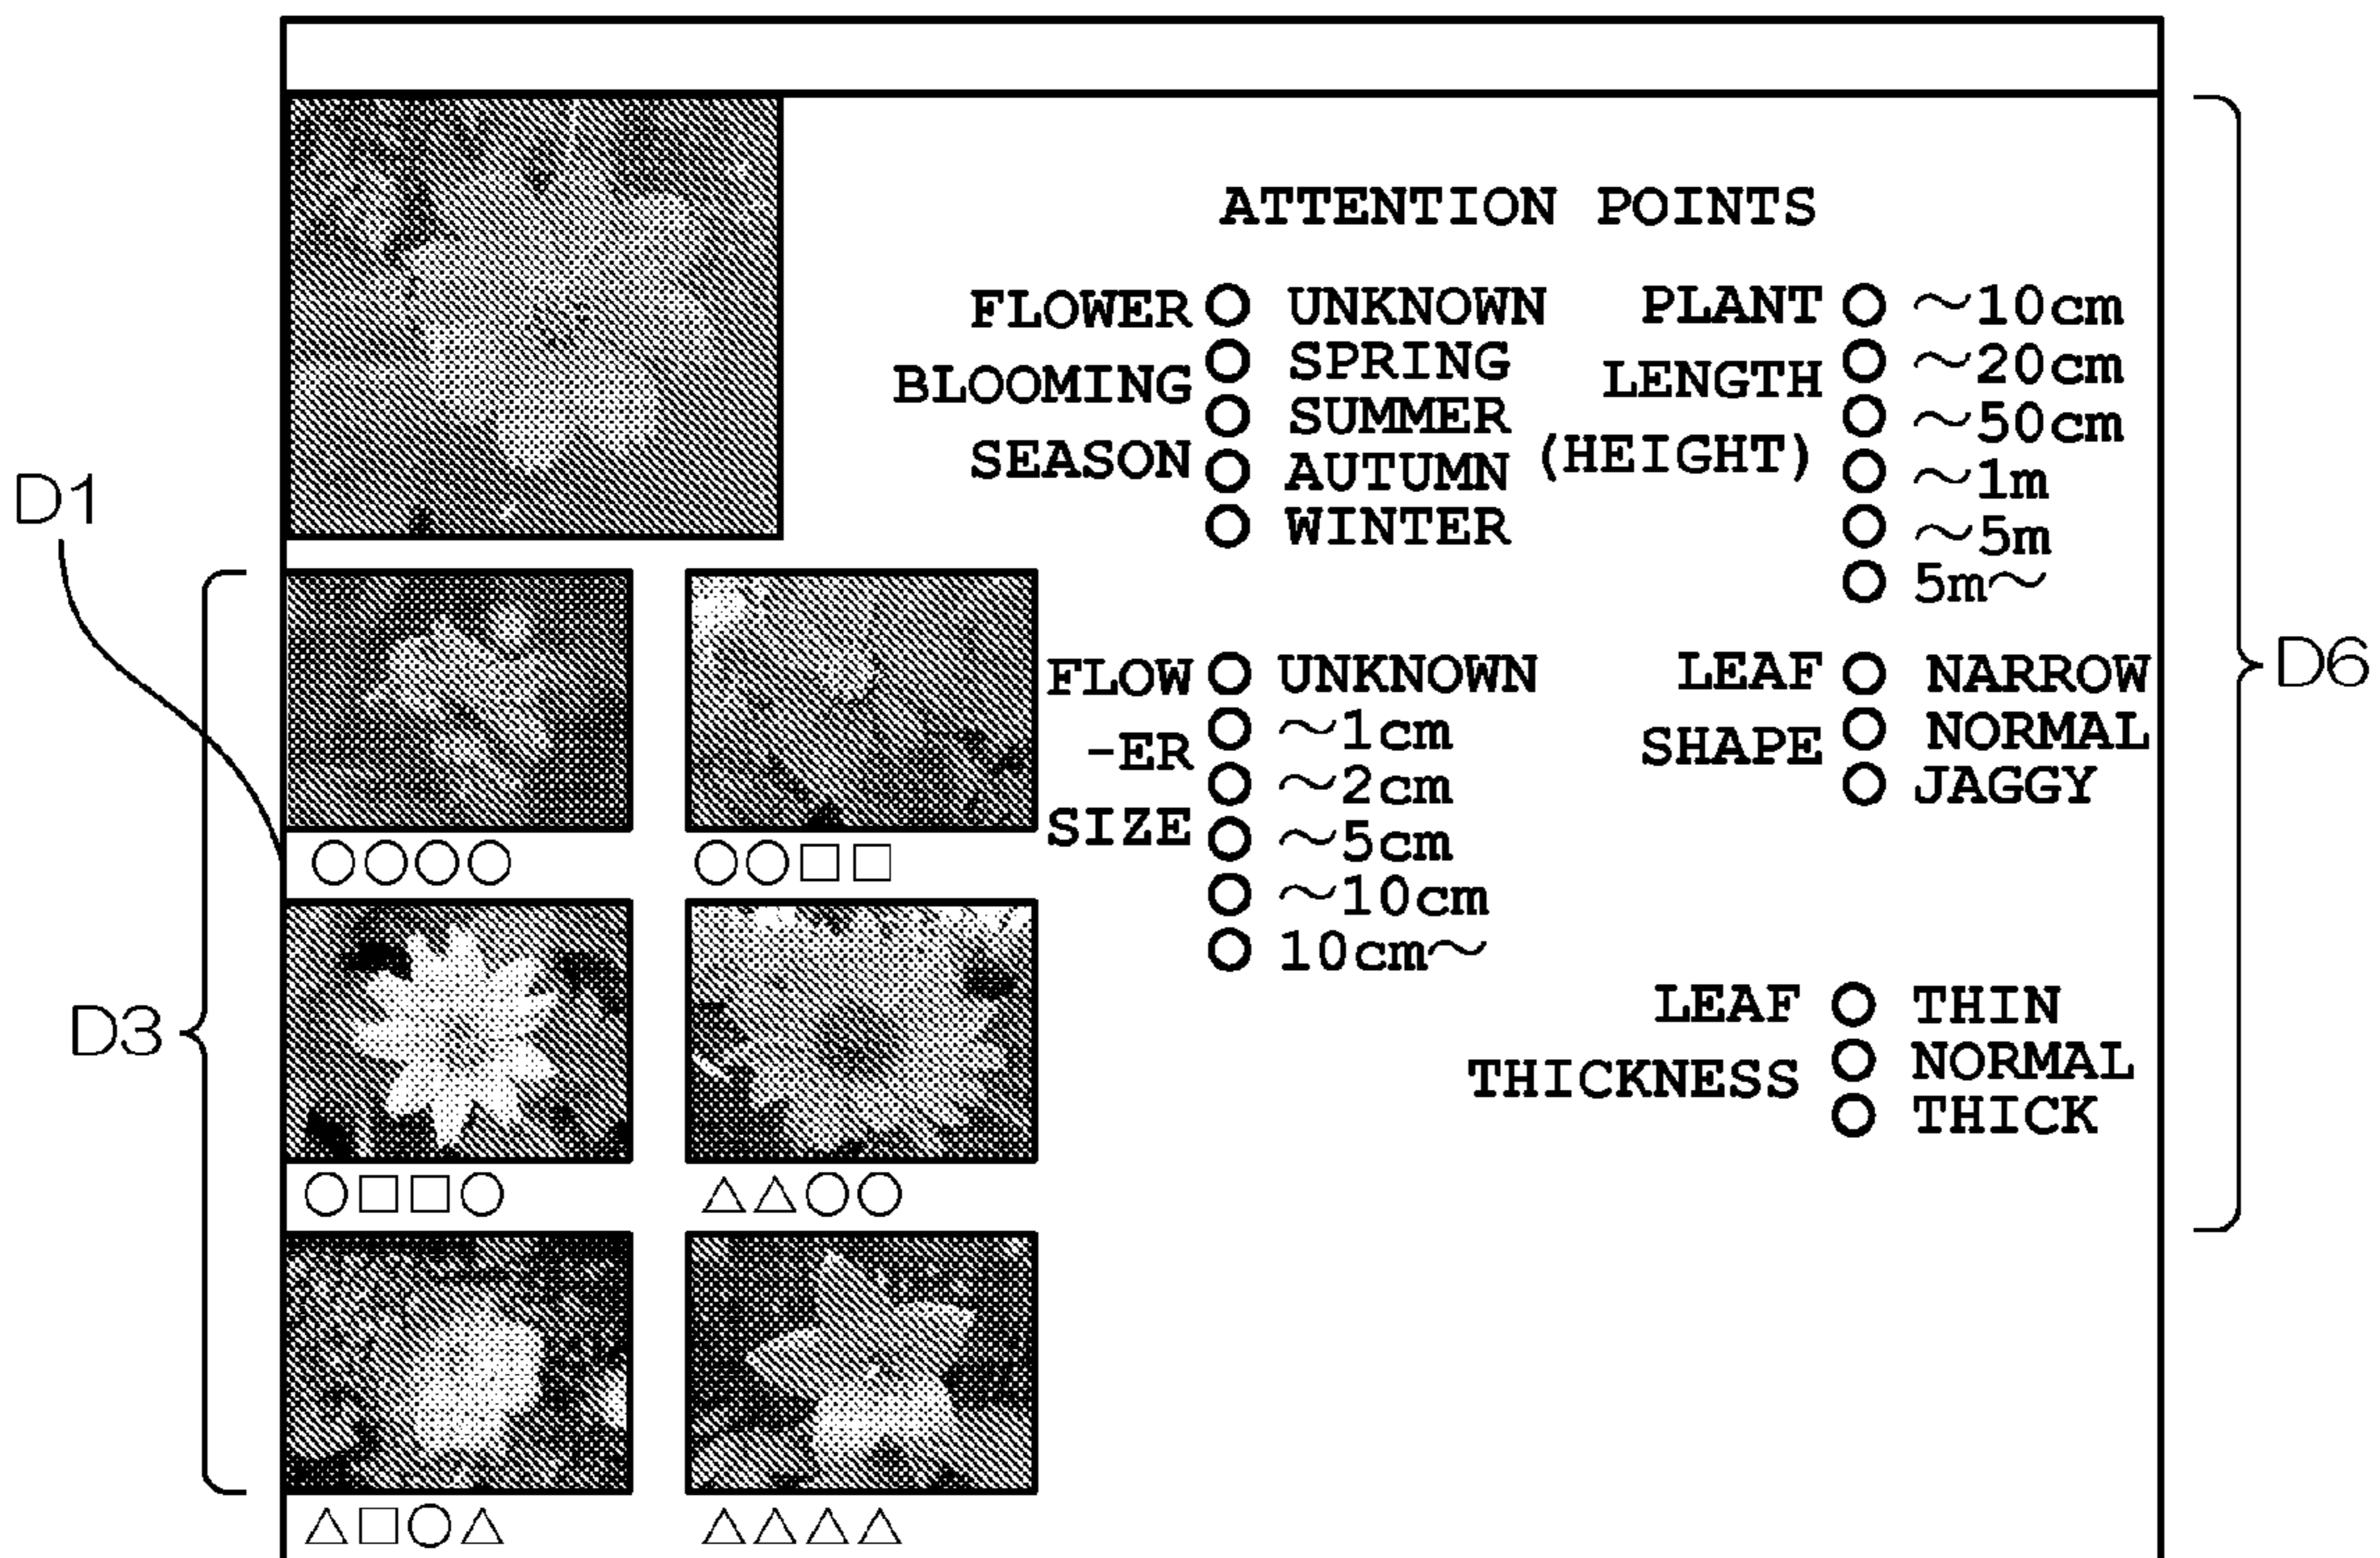 ATTENTION POINTS
FLOWER BLOOMING SEASON
○ UNKNOWN
○ SPRING
○ SUMMER
○ AUTUMN
○ WINTER
PLANT LENGTH (HEIGHT)
○ ~10cm
○ ~20cm
○ ~50cm
○ ~1m
○ ~5m
○ 5m~
D1
FLOW
-ER
SIZE
○ UNKNOWN
○ ~1cm
○ ~2cm
○ ~5cm
○ ~10cm
○ 10cm~
LEAF SHAPE
○ NARROW
○ NORMAL
○ JAGGY
D6
LEAF THICKNESS
○ THIN
○ NORMAL
○ THICK
D3
○○○○
○○□□
○□□○
△△○○
△□○△
△△△△